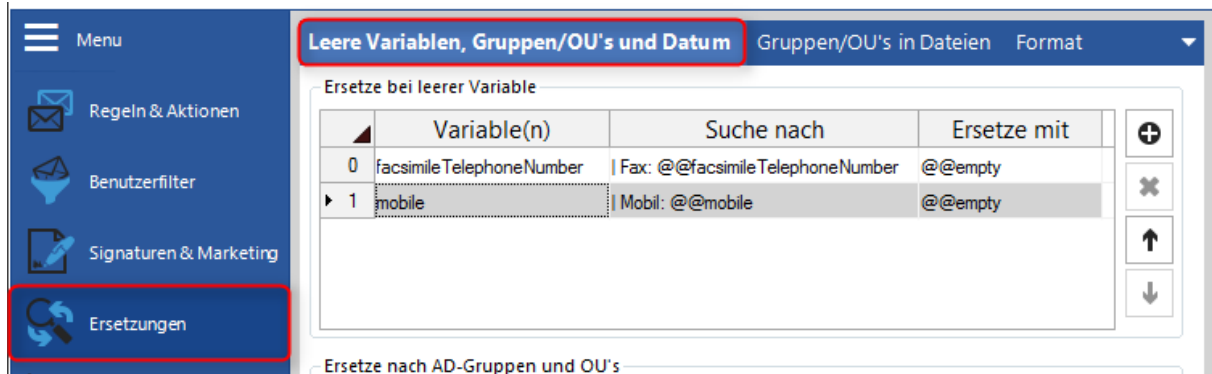 Menu
Regeln & Aktionen
Benutzerfilter
Signaturen & Marketing
Ersetzungen
Leere Variablen, Gruppen/OU's und Datum Gruppen/OU's in Dateien Format
Ersetze bei leerer Variable
Variable(n) Suche nach Ersetze mit
0 facsimileTelephoneNumber | Fax: @@facsimileTelephoneNumber @@empty
1 mobile | Mobil: @@mobile @@empty
Ersetze nach AD-Gruppen und OU's